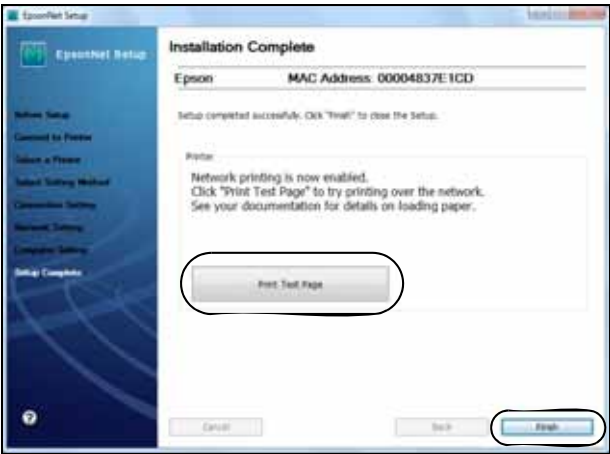 EpsonNet Setup
EpsonNet Setup
Installation Complete
Epson MAC Address: 00004837E1CD
Setup completed successfully. Click "Finish" to close the Setup.
Before Setup
Connect to Printer
Select a Printer
Select Setting Method
Connection Setting
Network Setting
Computer Setting
Setup Complete
Printer
Network printing is now enabled.
Click "Print Test Page" to try printing over the network.
See your documentation for details on loading paper.
Print Test Page
?
Cancel
Back
Finish